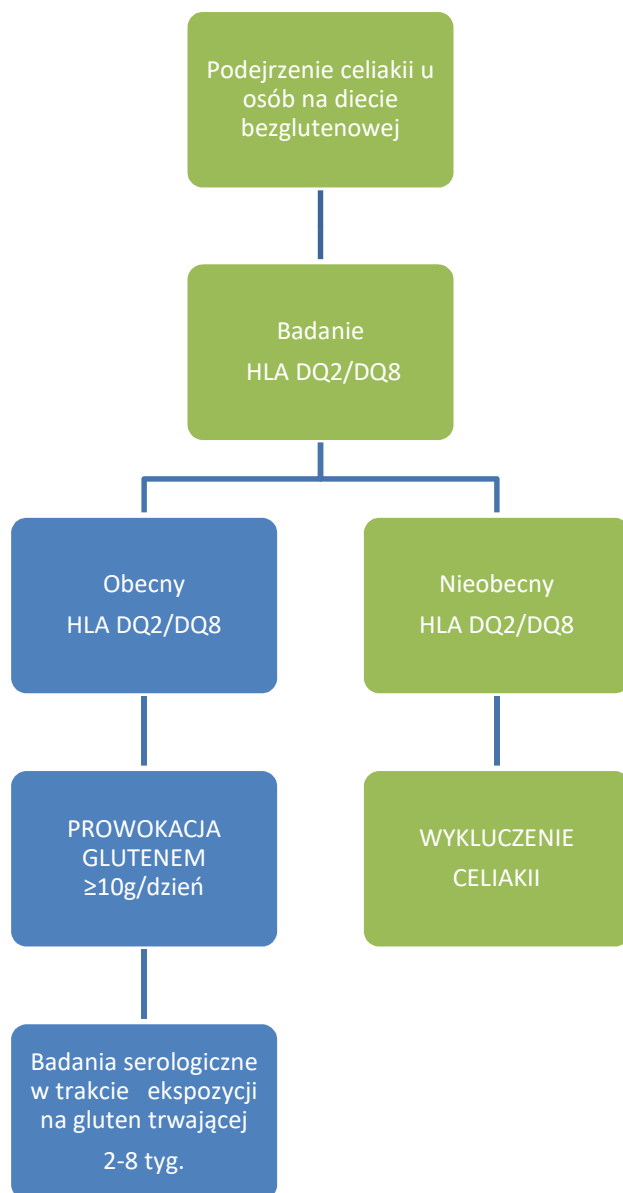 Podejrzenie celiakii u
osób na diecie
bezglutenowej
Badanie
HLA DQ2/DQ8
Obecny
HLA DQ2/DQ8
Nieobecny
HLA DQ2/DQ8
PROWOKACJA
GLUTENEM
≥10g/dzień
WYKLUCZENIE
CELIAKII
Badania serologiczne
w trakcie ekspozycji
na gluten trwającej
2-8 tyg.